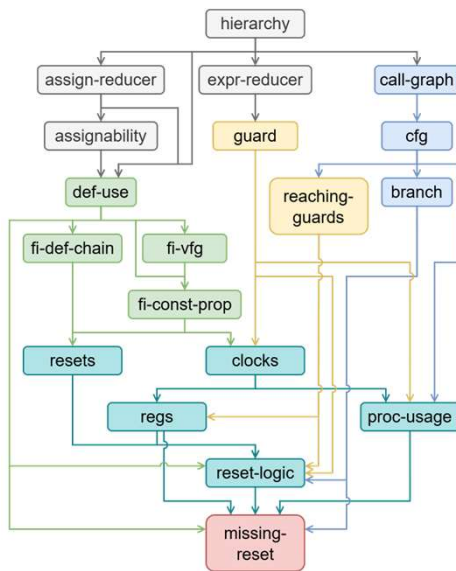 hierarchy
assign-reducer
expr-reducer
call-graph
assignability
guard
cfg
def-use
reaching-
guards
branch
fi-def-chain
fi-vfg
fi-const-prop
resets
clocks
regs
proc-usage
reset-logic
missing-
reset